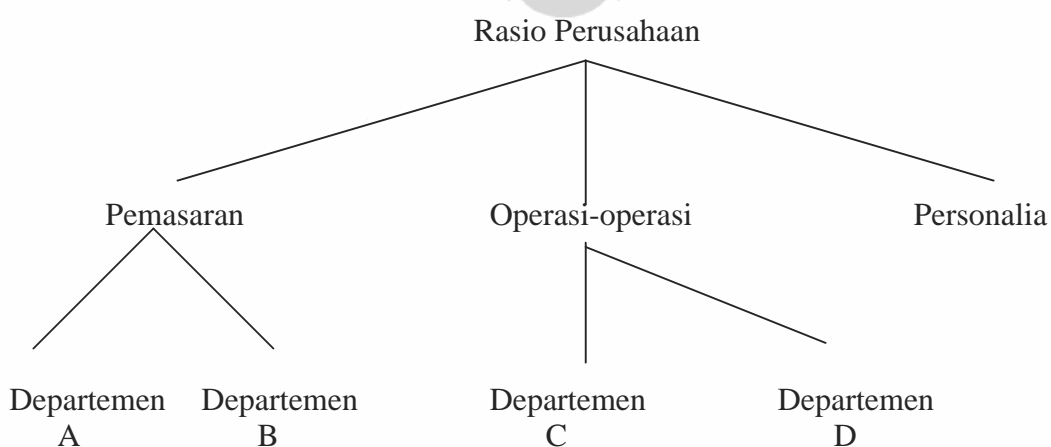 Rasio Perusahaan
Pemasaran
Operasi-operasi
Personalia
Departemen
A
Departemen
B
Departemen
C
Departemen
D